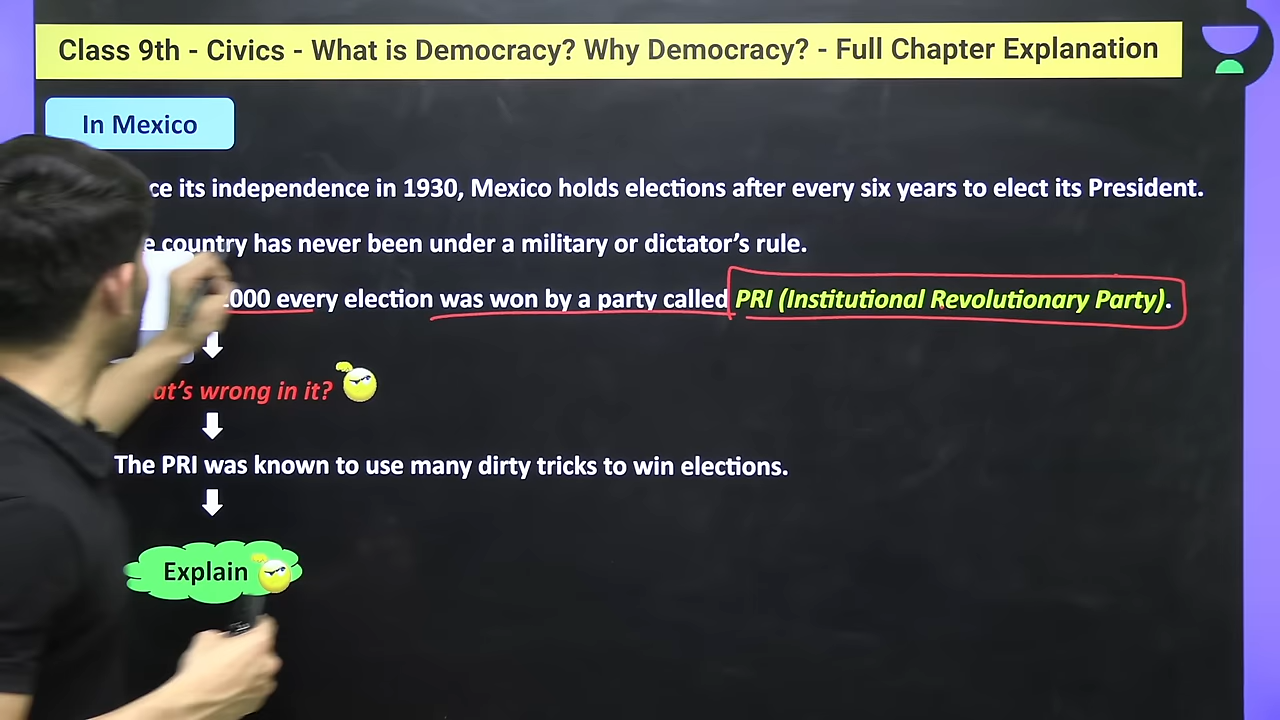 Class 9th - Civics - What is Democracy? Why Democracy? - Full Chapter Explanation
In Mexico
its independence in 1930, Mexico holds elections after every six years to elect its President.
country has never been under a military or dictator's rule.
every election was won by a party called PRI (Institutional Revolutionary Party).
wrong in it?
The PRI was known to use many dirty tricks to win elections.
Explain